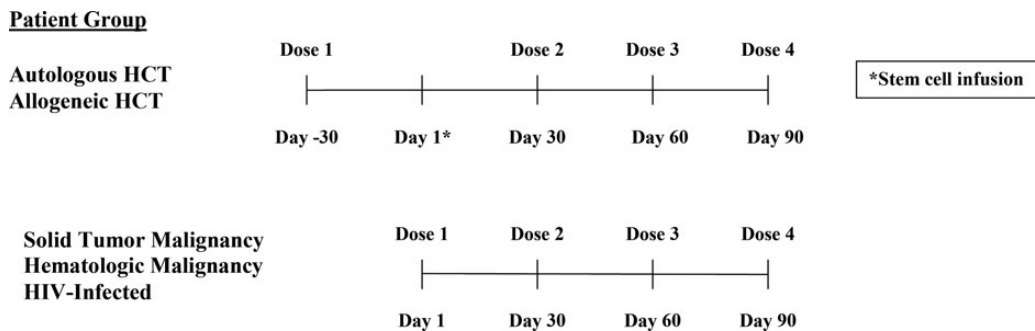 Patient Group
Dose 1 Dose 2 Dose 3 Dose 4
Autologous HCT
Allogeneic HCT
*Stem cell infusion
Day -30 Day 1* Day 30 Day 60 Day 90
Dose 1 Dose 2 Dose 3 Dose 4
Solid Tumor Malignancy
Hematologic Malignancy
HIV-Infected
Day 1 Day 30 Day 60 Day 90